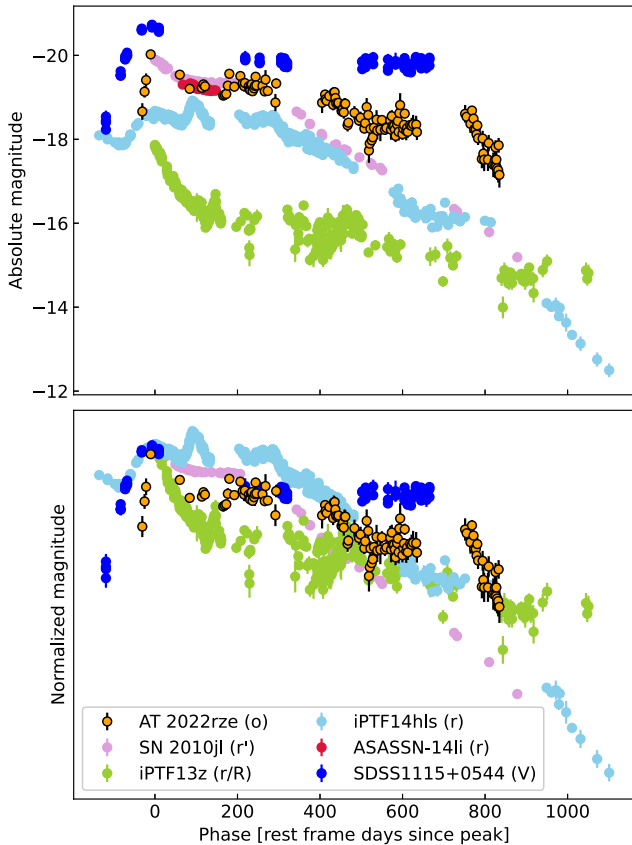 −20
−18
−16
−14
−12
Absolute magnitude
Normalized magnitude
AT 2022rze (o)
SN 2010jl (r')
iPTF13z (r/R)
iPTF14hls (r)
ASASSN-14li (r)
SDSS1115+0544 (V)
0 200 400 600 800 1000
Phase [rest frame days since peak]